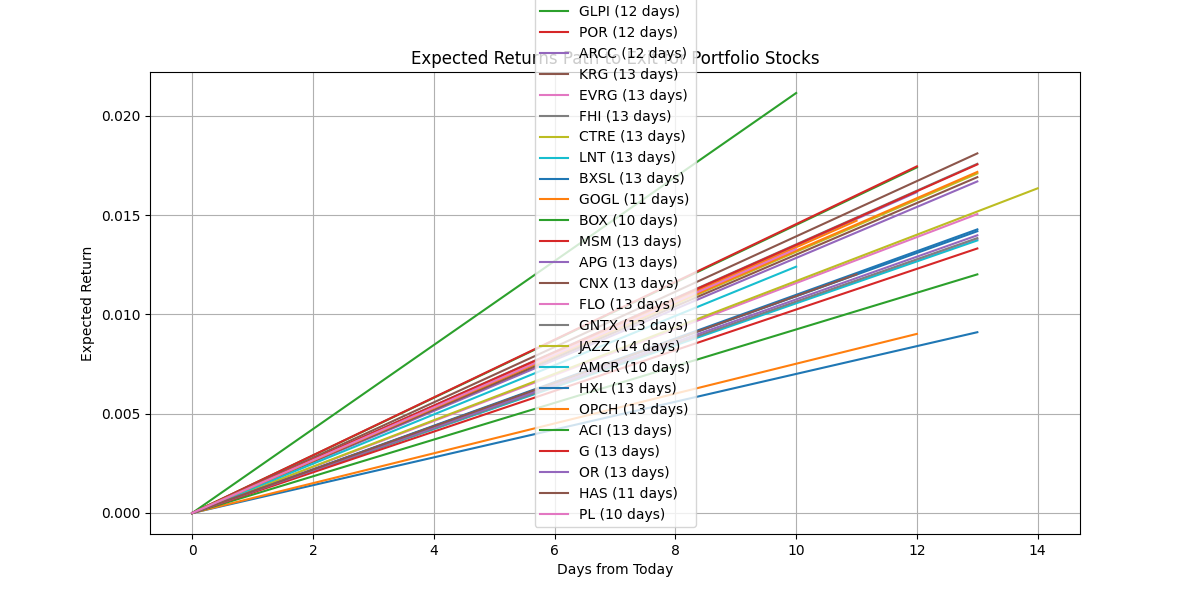 GLPI (12 days)
POR (12 days)
ARCC (12 days)
Expected Returns Path to Exit for Portfolio Stocks
KRG (13 days)
EVRG (13 days)
FHI (13 days)
CTRE (13 days)
LNT (13 days)
BXSL (13 days)
GOGL (11 days)
BOX (10 days)
MSM (13 days)
APG (13 days)
CNX (13 days)
FLO (13 days)
GNTX (13 days)
JAZZ (14 days)
AMCR (10 days)
HXL (13 days)
OPCH (13 days)
ACI (13 days)
G (13 days)
OR (13 days)
HAS (11 days)
PL (10 days)
Expected Return
0.020
0.015
0.010
0.005
0.000
0 2 4 6 8 10 12 14
Days from Today